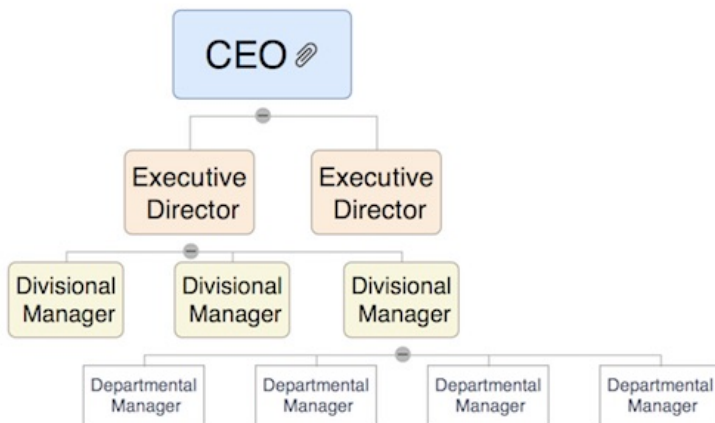 CEO
Executive
Director
Executive
Director
Divisional
Manager
Divisional
Manager
Divisional
Manager
Departmental
Manager
Departmental
Manager
Departmental
Manager
Departmental
Manager